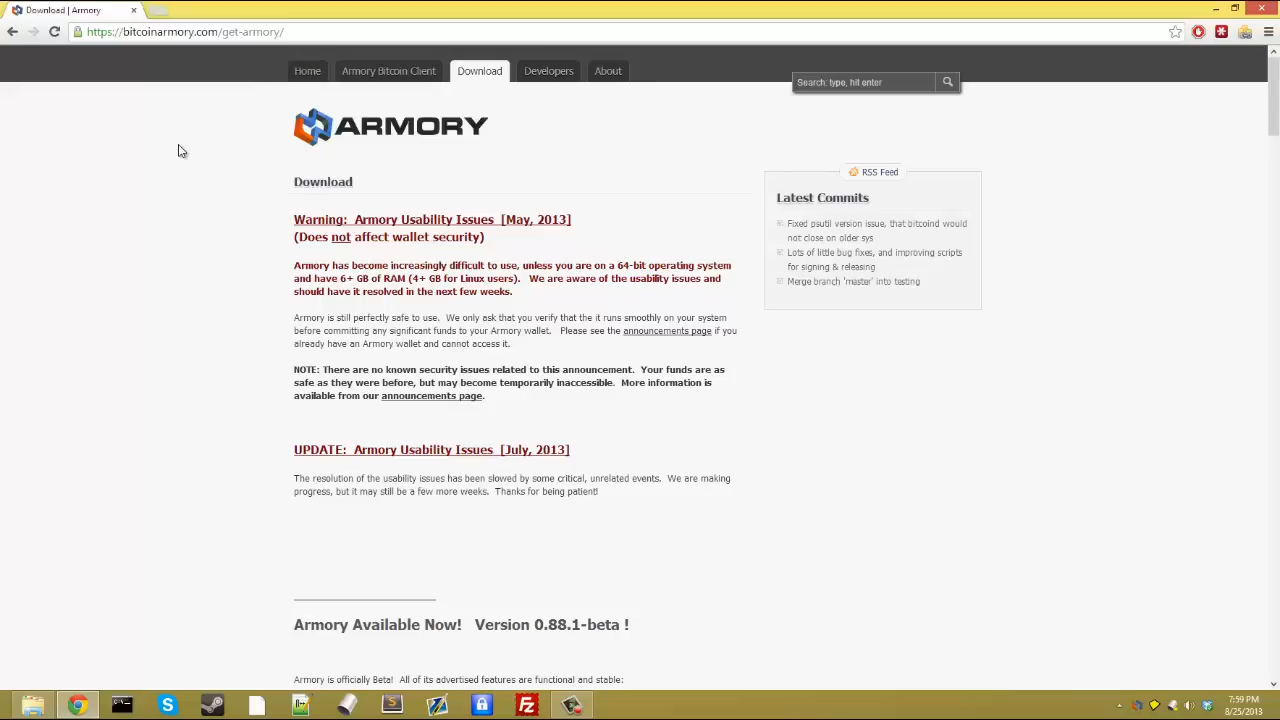 Download | Armory
https://bitcoinarmory.com/get-armory/
Home Armory Bitcoin Client Download Developers About
Search: type, hit enter
ARMORY
Download
Warning: Armory Usability Issues [May, 2013]
(Does not affect wallet security)
Armory has become increasingly difficult to use, unless you are on a 64-bit operating system
and have 6+ GB of RAM (4+ GB for Linux users). We are aware of the usability issues and
should have it resolved in the next few weeks.
Armory is still perfectly safe to use. We only ask that you verify that the it runs smoothly on your system
before committing any significant funds to your Armory wallet. Please see the announcements page if you
already have an Armory wallet and cannot access it.
NOTE: There are no known security issues related to this announcement. Your funds are as
safe as they were before, but may become temporarily inaccessible. More information is
available from our announcements page.
UPDATE: Armory Usability Issues [July, 2013]
The resolution of the usability issues has been slowed by some critical, unrelated events. We are making
progress, but it may still be a few more weeks. Thanks for being patient!
Armory Available Now! Version 0.88.1-beta !
Armory is officially Beta! All of its advertised features are functional and stable:
RSS Feed
Latest Commits
Fixed psutil version issue, that bitcoind would
not close on older sys
Lots of little bug fixes, and improving scripts
for signing & releasing
Merge branch 'master' into testing
7:59 PM
8/25/2013